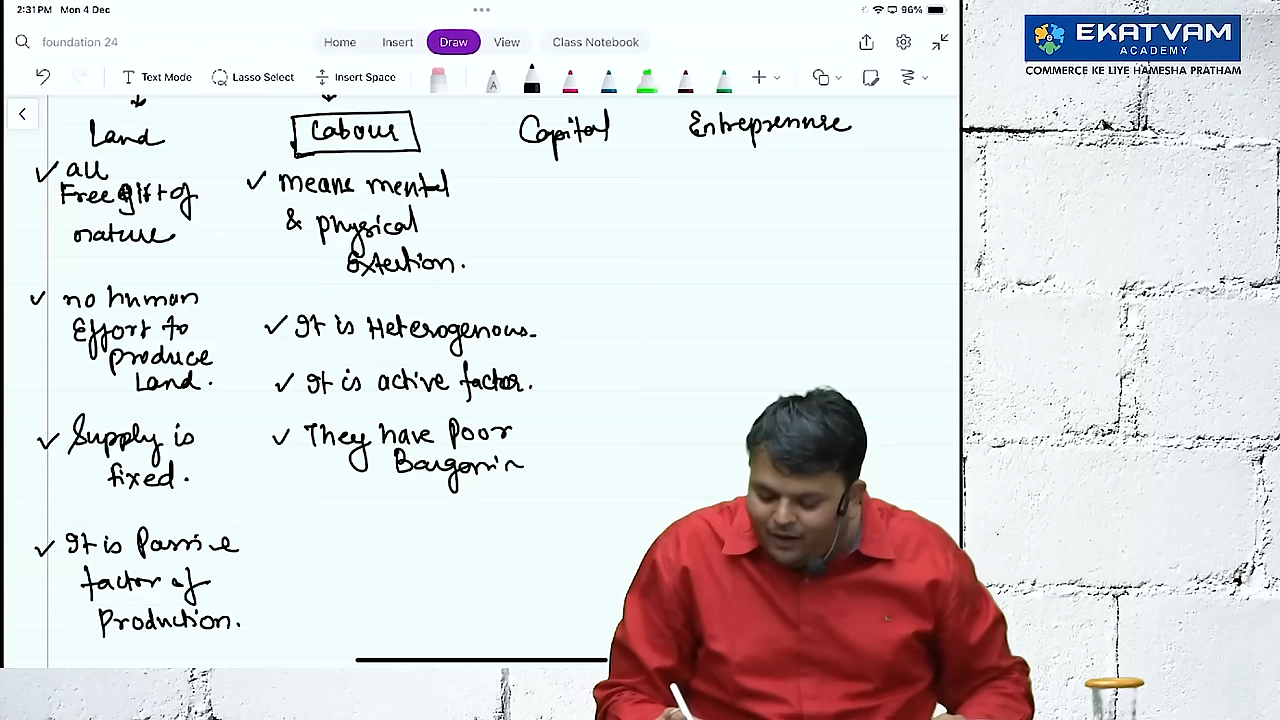 2:31 PM Mon 4 Dec
96%
foundation 24
Home Insert Draw View Class Notebook
Text Mode Lasso Select Insert Space
EKATVAM
ACADEMY
COMMERCE KE LIYE HAMESHA PRATHAM
Land Labour Capital Entreprenure
all
Free gift of
nature
means mental
& physical
Extertion.
no human
Effort to
produce
Land.
It is Heterogenous.
It is active factor.
Supply is
fixed.
They have Poor
Bargainin
It is Passive
factor of
Production.